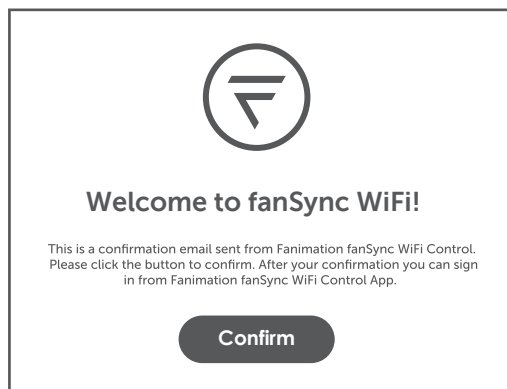 Welcome to fanSync WiFi!
This is a confirmation email sent from Fanimation fanSync WiFi Control.
Please click the button to confirm. After your confirmation you can sign
in from Fanimation fanSync WiFi Control App.
Confirm